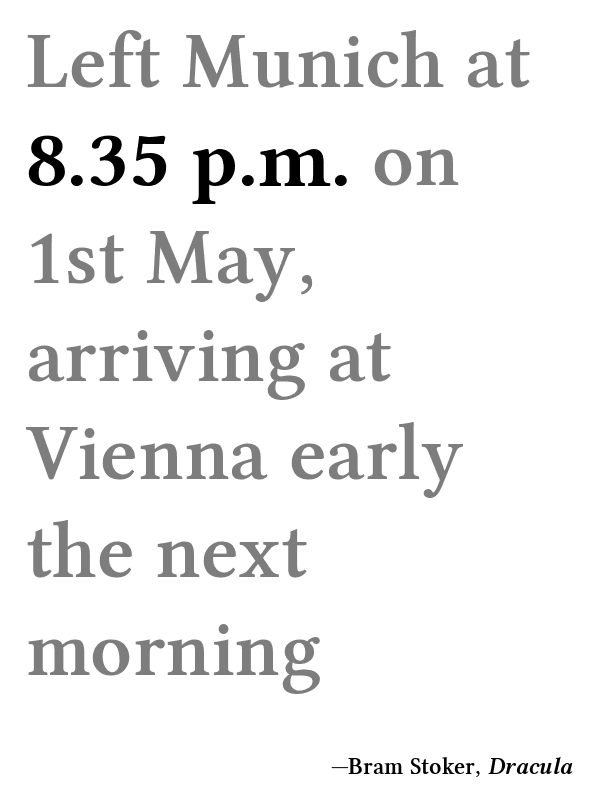 Left Munich at
8.35 p.m. on
1st May,
arriving at
Vienna early
the next
morning
—Bram Stoker, Dracula